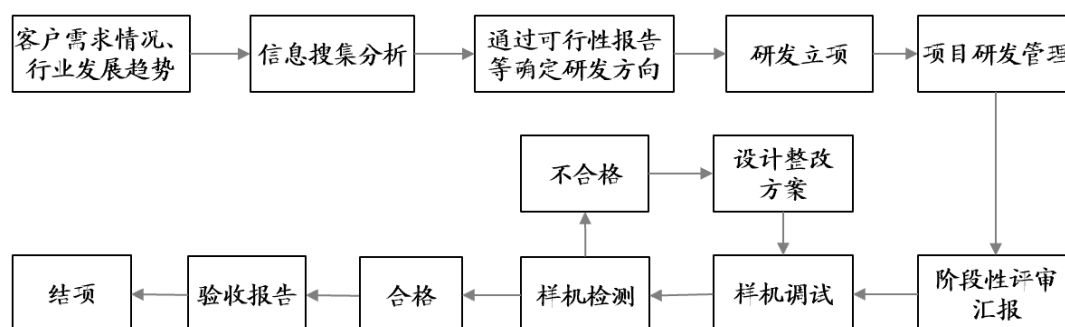 客户需求情况、
行业发展趋势
信息搜集分析
通过可行性报告
等确定研发方向
研发立项
项目研发管理
不合格
设计整改
方案
结项
验收报告
合格
样机检测
样机调试
阶段性评审
汇报